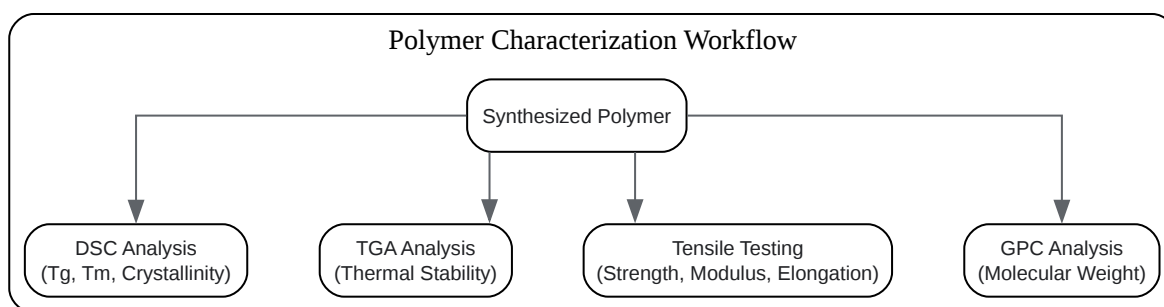 Polymer Characterization Workflow
Synthesized Polymer
DSC Analysis
(Tg, Tm, Crystallinity)
TGA Analysis
(Thermal Stability)
Tensile Testing
(Strength, Modulus, Elongation)
GPC Analysis
(Molecular Weight)